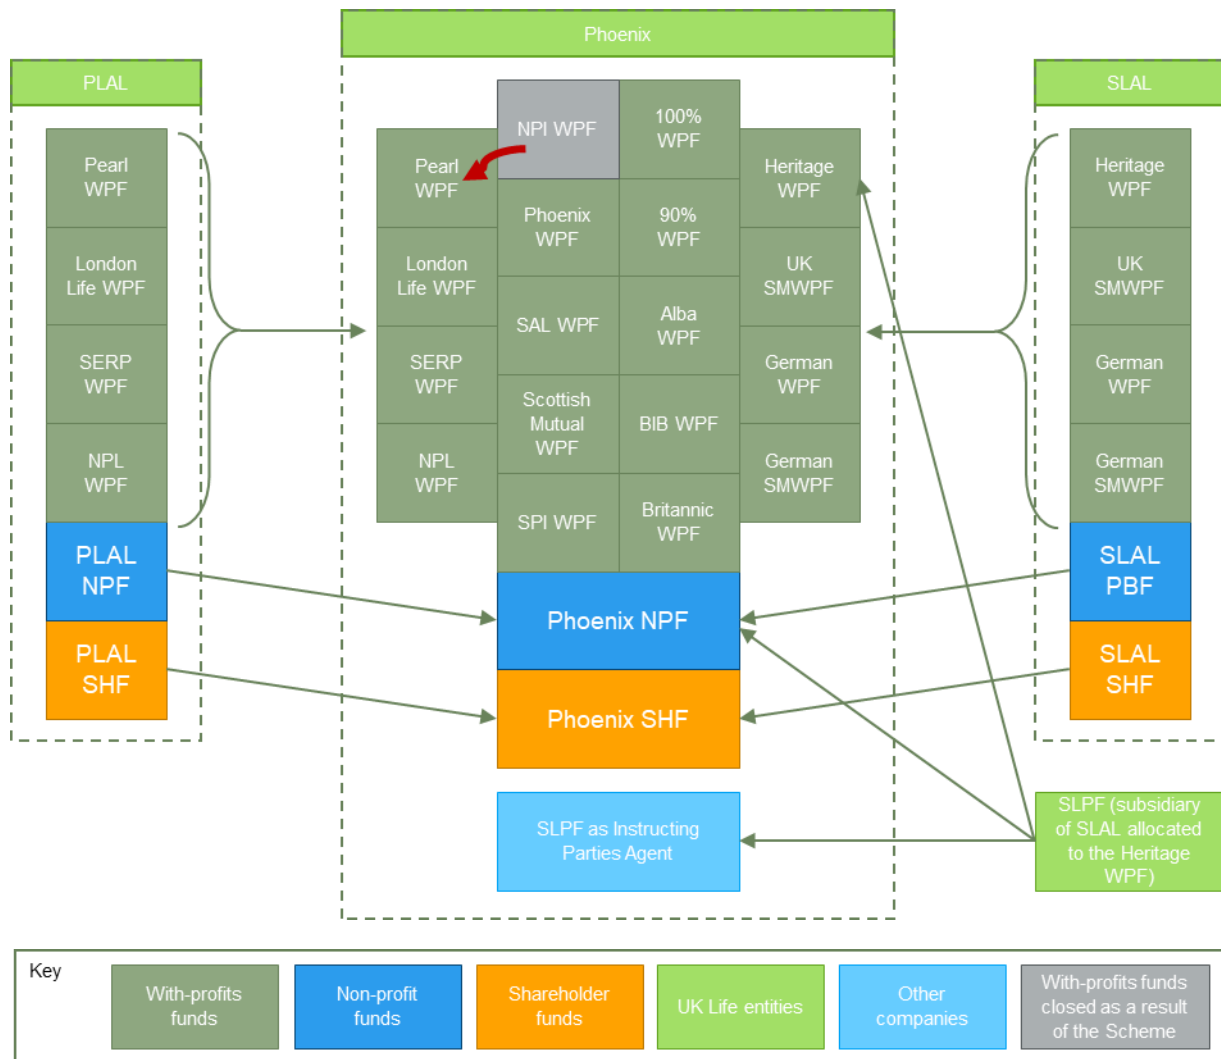 Phoenix
PLAL
SLAL
Pearl
WPF
London
Life WPF
SERP
WPF
NPL
WPF
PLAL
NPF
PLAL
SHF
Pearl
WPF
London
Life WPF
SERP
WPF
NPL
WPF
NPI WPF
100%
WPF
Phoenix
WPF
90%
WPF
SAL WPF
Alba
WPF
Scottish
Mutual
WPF
BIB WPF
SPI WPF
Britannic
WPF
Heritage
WPF
UK
SMWPF
German
WPF
German
SMWPF
Phoenix NPF
Phoenix SHF
SLPF as Instructing
Parties Agent
Heritage
WPF
UK
SMWPF
German
WPF
German
SMWPF
SLAL
PBF
SLAL
SHF
SLPF (subsidiary
of SLAL allocated
to the Heritage
WPF)
Key
With-profits
funds
Non-profit
funds
Shareholder
funds
UK Life entities
Other
companies
With-profits funds
closed as a result
of the Scheme